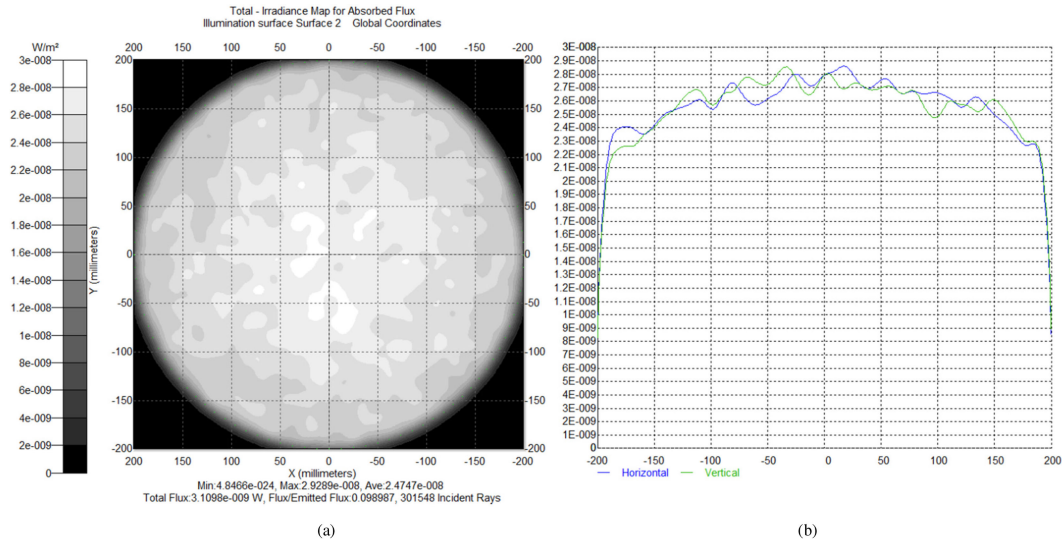 Total - Irradiance Map for Absorbed Flux
Illumination surface Surface 2 Global Coordinates
W/m²
200 150 100 50 0 -50 -100 -150 -200
3e-008
2.8e-008
2.6e-008
2.4e-008
2.2e-008
2e-008
1.8e-008
1.6e-008
1.4e-008
1.2e-008
1e-008
8e-009
6e-009
4e-009
2e-009
0
Y (millimeters)
200
150
100
50
0
-50
-100
-150
-200
200
150
100
50
0
-50
-100
-150
-200
200 150 100 50 0 -50 -100 -150 -200
X (millimeters)
Min:4.8466e-024, Max:2.9289e-008, Ave:2.4747e-008
Total Flux:3.1098e-009 W, Flux/Emitted Flux:0.098987, 301548 Incident Rays
(a)
3E-008
2.9E-008
2.8E-008
2.7E-008
2.6E-008
2.5E-008
2.4E-008
2.3E-008
2.2E-008
2.1E-008
2E-008
1.9E-008
1.8E-008
1.7E-008
1.6E-008
1.5E-008
1.4E-008
1.3E-008
1.2E-008
1.1E-008
1E-008
9E-009
8E-009
7E-009
6E-009
5E-009
4E-009
3E-009
2E-009
1E-009
0
-200 -150 -100 -50 0 50 100 150 200
Horizontal Vertical
(b)